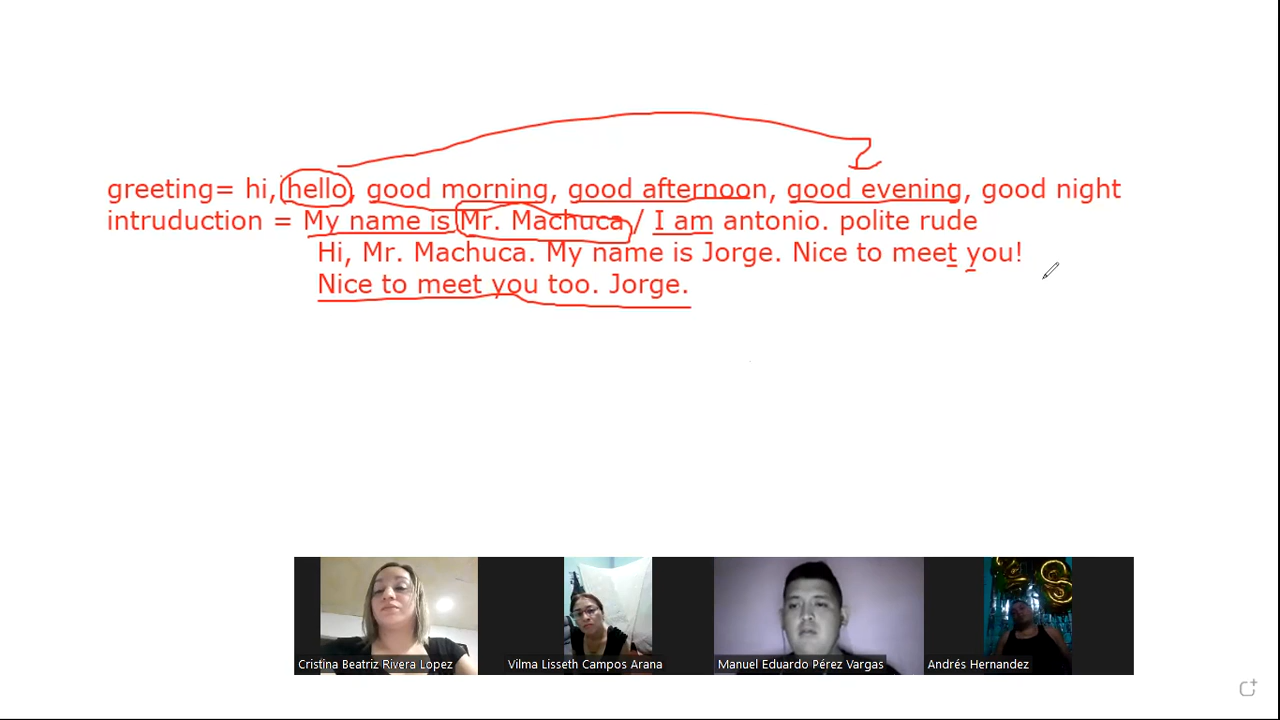 greeting= hi, hello, good morning, good afternoon, good evening, good night
intruduction = My name is Mr. Machuca / I am antonio. polite rude
Hi, Mr. Machuca. My name is Jorge. Nice to meet you!
Nice to meet you too. Jorge.
Cristina Beatriz Rivera Lopez
Vilma Lisseth Campos Arana
Manuel Eduardo Pérez Vargas
Andrés Hernandez